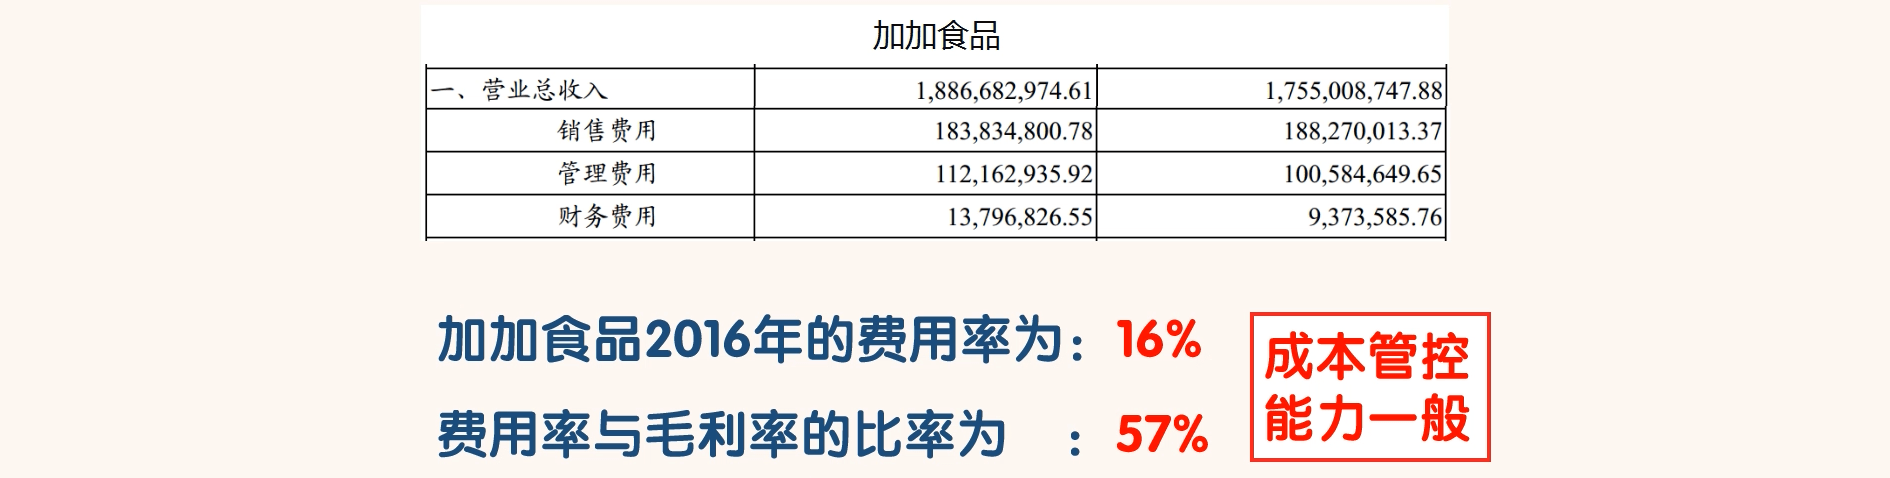 加加食品
一、营业总收入 1,886,682,974.61 1,755,008,747.88
销售费用 183,834,800.78 188,270,013.37
管理费用 112,162,935.92 100,584,649.65
财务费用 13,796,826.55 9,373,585.76
加加食品2016年的费用率为：16%
费用率与毛利率的比率为 ：57%
成本管控
能力一般